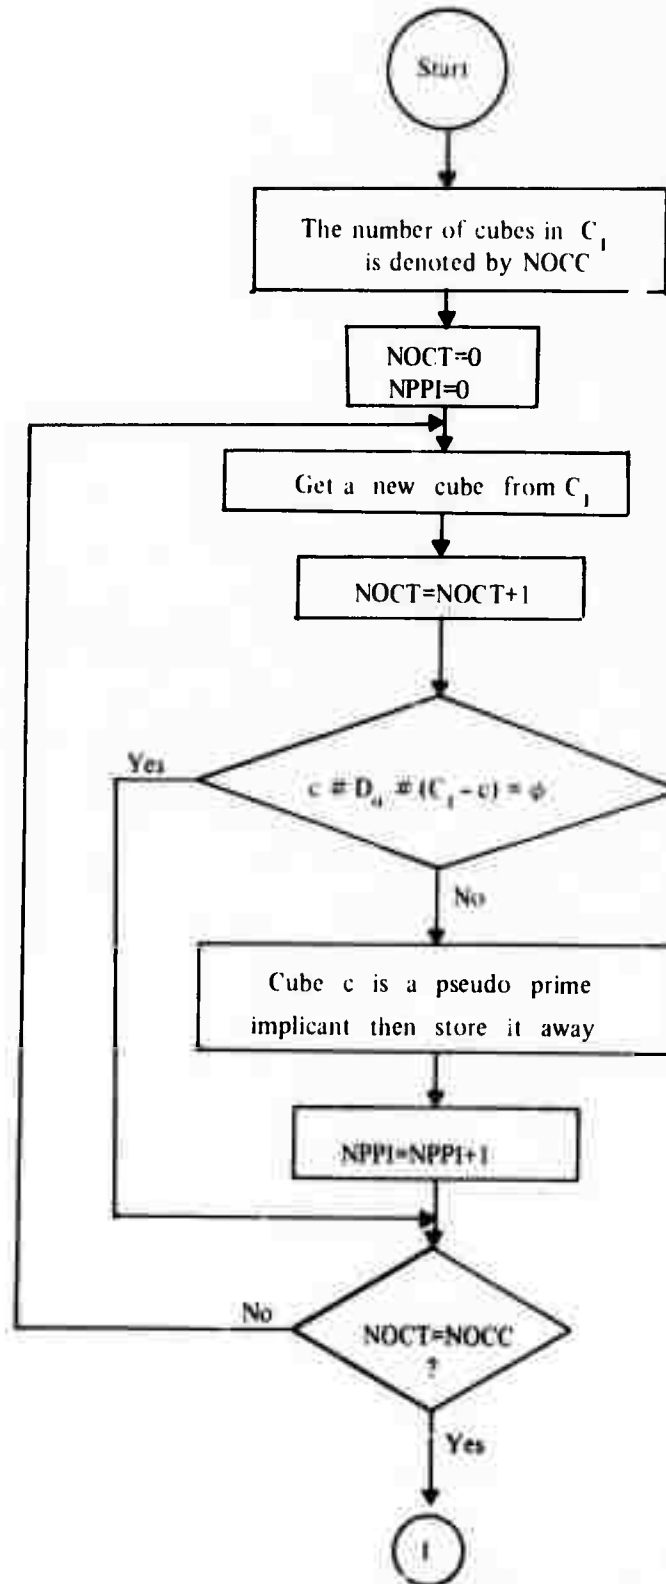 Start
The number of cubes in C₁
is denoted by NOCC
NOCT=0
NPPI=0
Get a new cube from C₁
NOCT=NOCT+1
Yes
c # Dₐ # (C₁ - c) = ϕ
No
Cube c is a pseudo prime
implicant then store it away
NPPI=NPPI+1
No
NOCT=NOCC
?
Yes
1